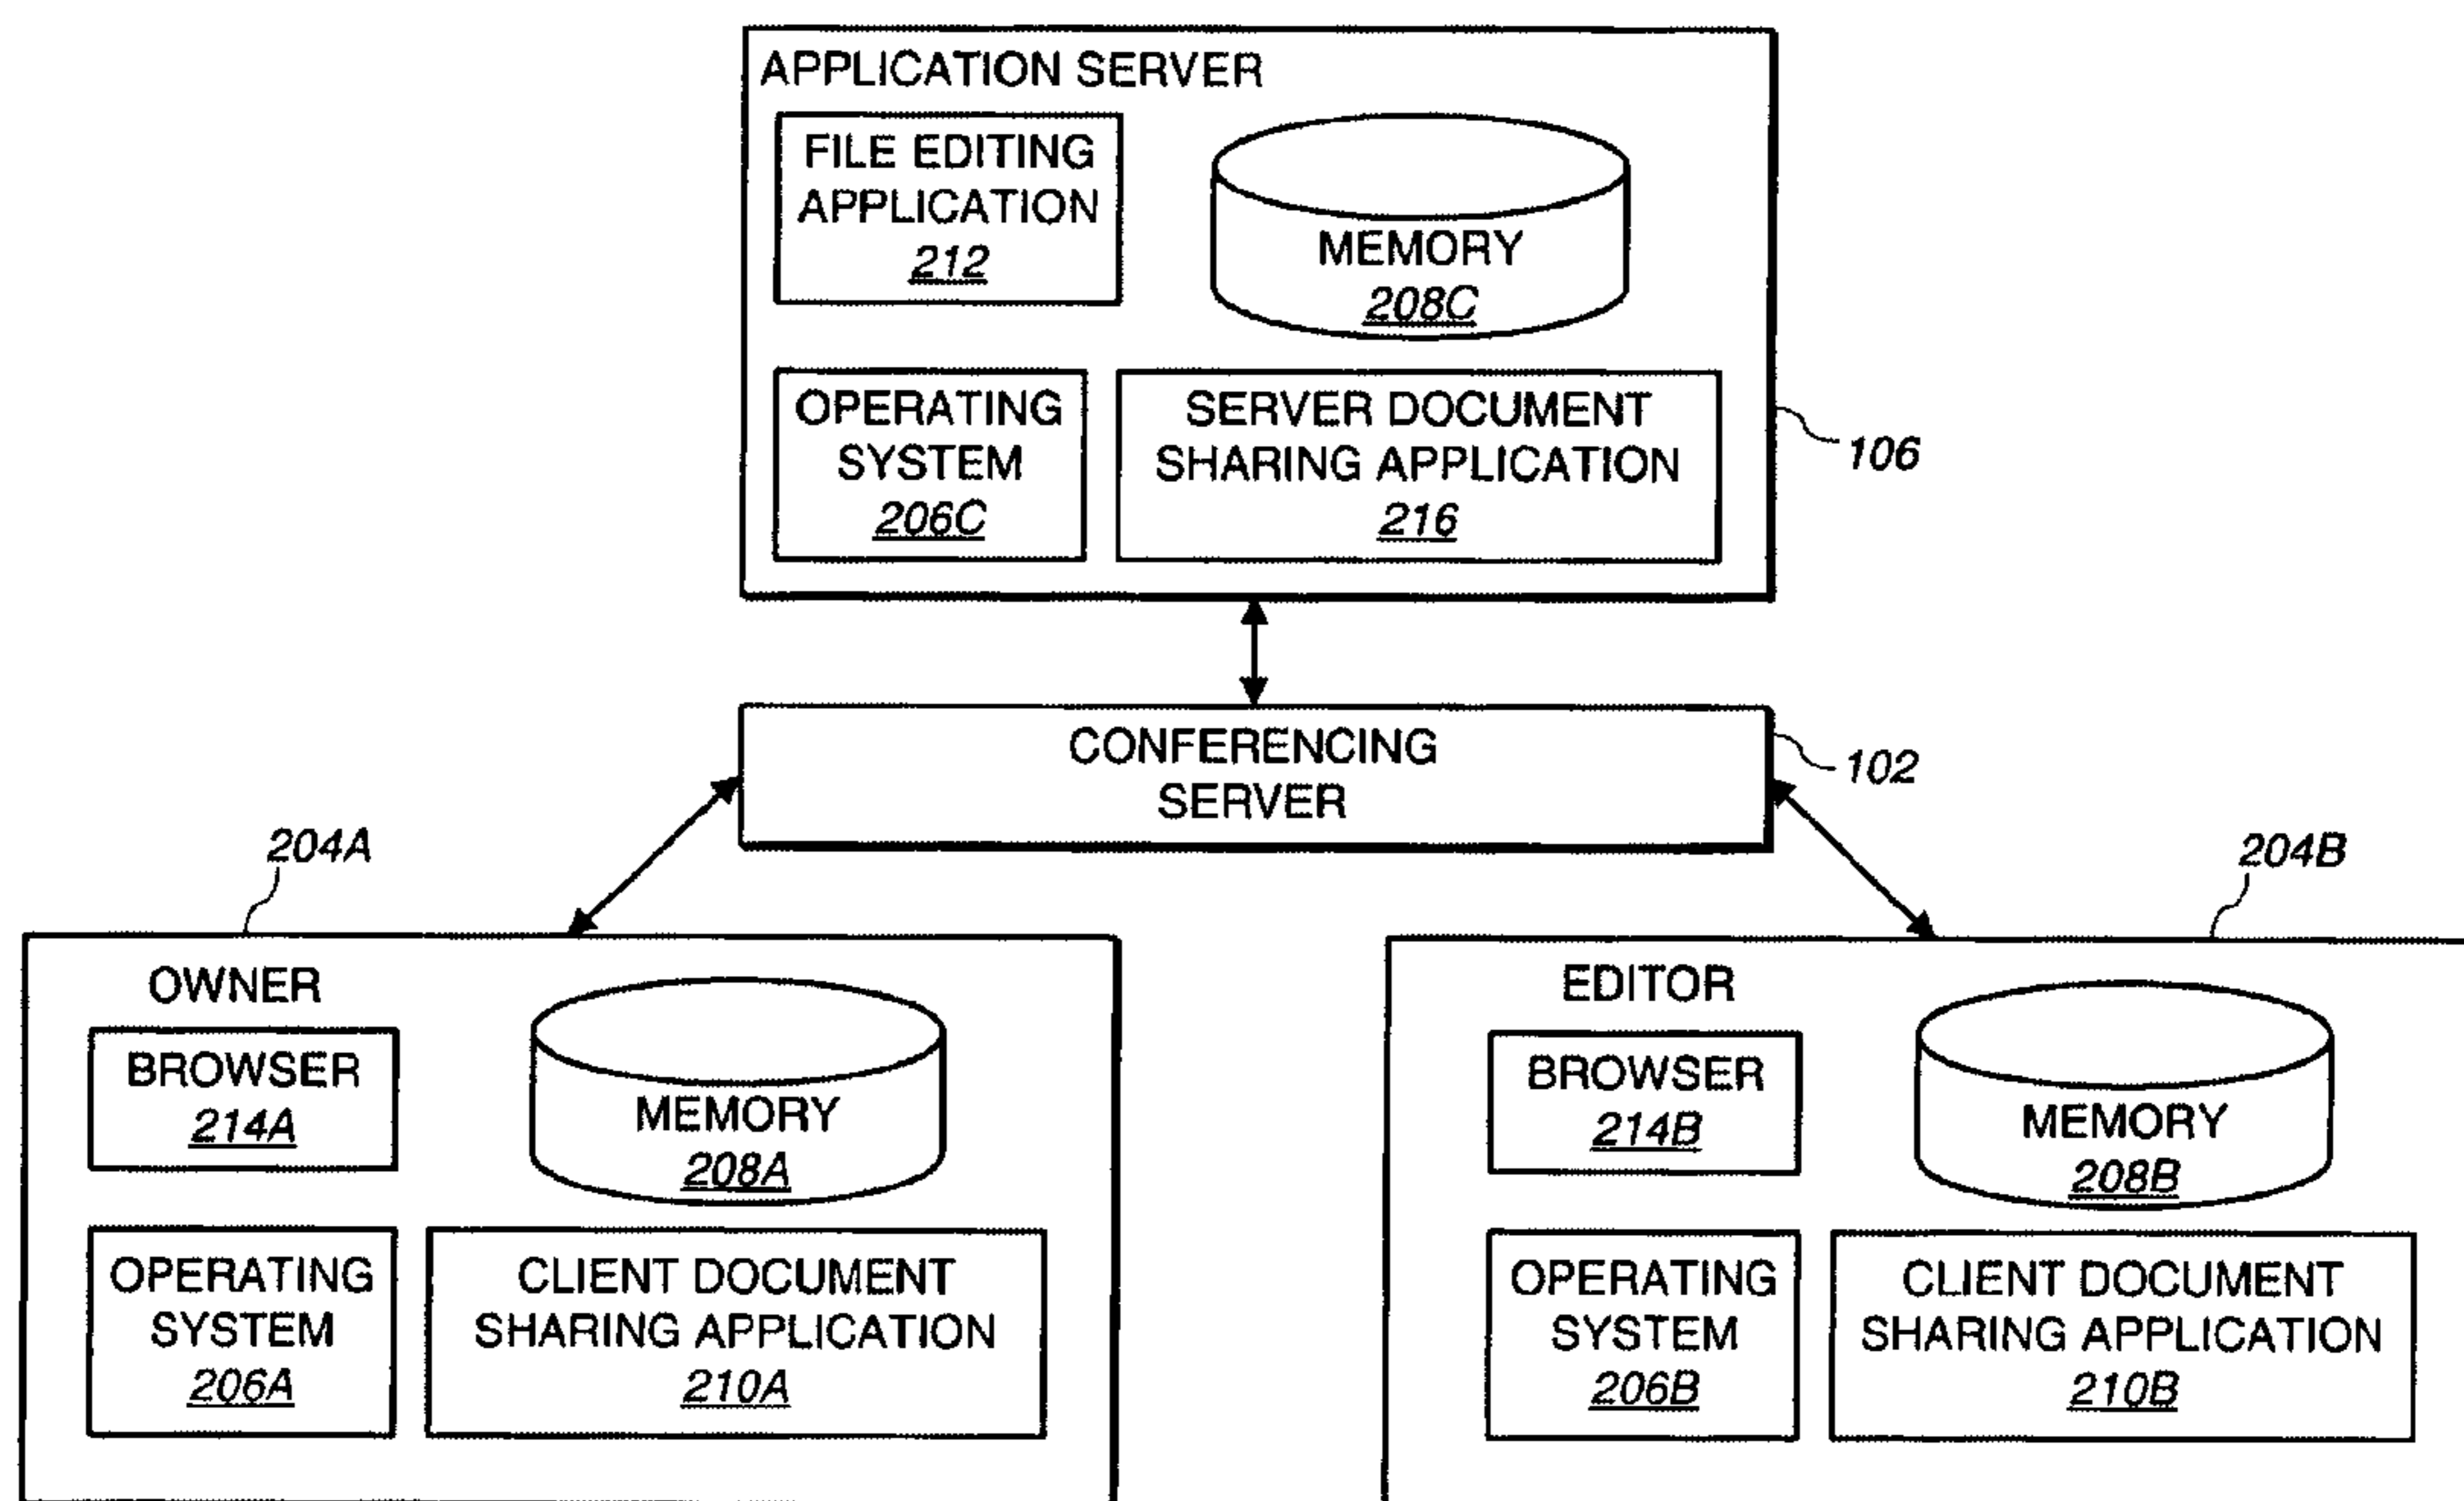 APPLICATION SERVER
FILE EDITING
APPLICATION
212
MEMORY
208C
OPERATING
SYSTEM
206C
SERVER DOCUMENT
SHARING APPLICATION
216
106
CONFERENCING
SERVER
102
204A
OWNER
BROWSER
214A
MEMORY
208A
OPERATING
SYSTEM
206A
CLIENT DOCUMENT
SHARING APPLICATION
210A
204B
EDITOR
BROWSER
214B
MEMORY
208B
OPERATING
SYSTEM
206B
CLIENT DOCUMENT
SHARING APPLICATION
210B